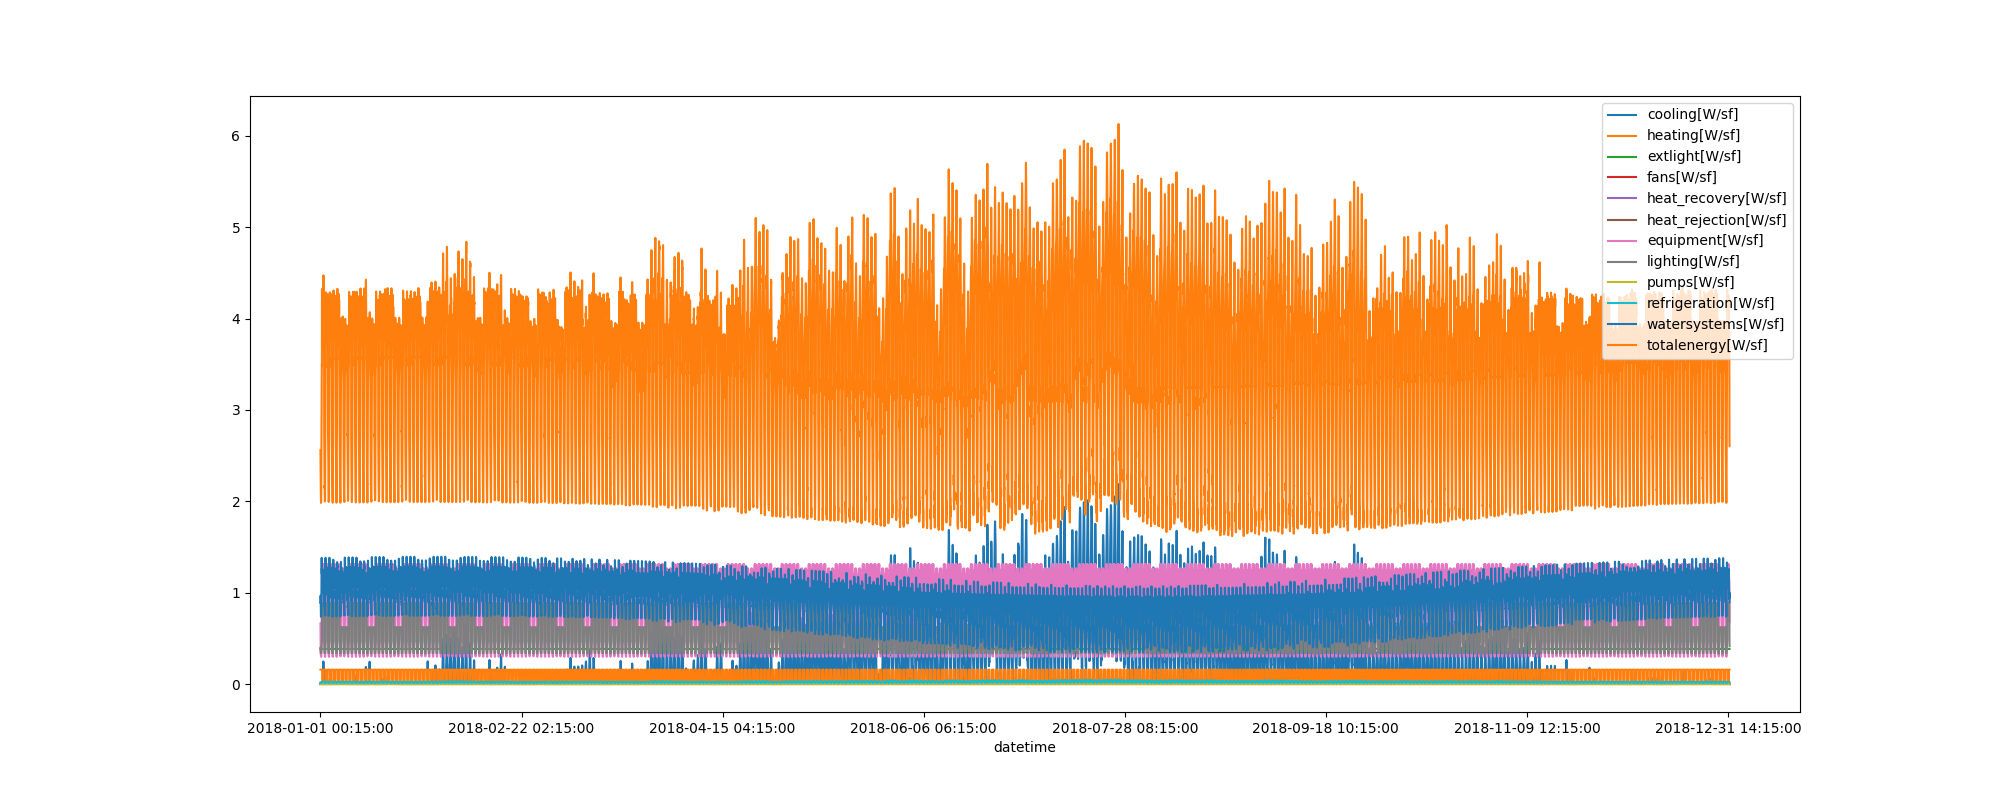 6
5
4
3
2
1
0
cooling[W/sf]
heating[W/sf]
extlight[W/sf]
fans[W/sf]
heat_recovery[W/sf]
heat_rejection[W/sf]
equipment[W/sf]
lighting[W/sf]
pumps[W/sf]
refrigeration[W/sf]
watersystems[W/sf]
totalenergy[W/sf]
2018-01-01 00:15:00 2018-02-22 02:15:00 2018-04-15 04:15:00 2018-06-06 06:15:00 2018-07-28 08:15:00 2018-09-18 10:15:00 2018-11-09 12:15:00 2018-12-31 14:15:00
datetime